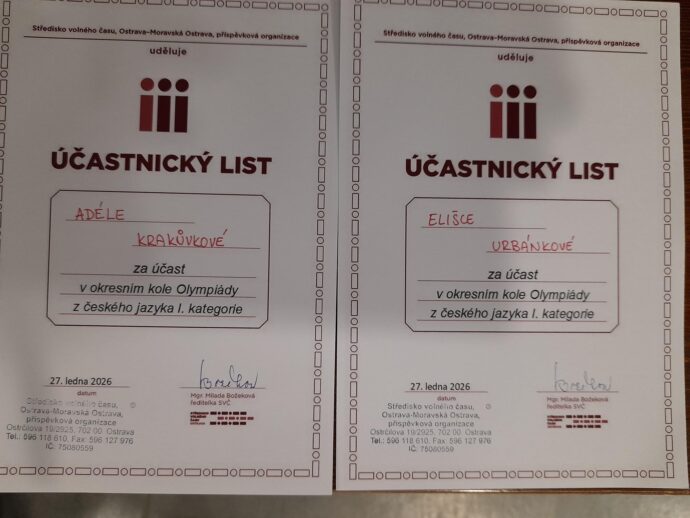 Středisko volného času, Ostrava-Moravská Ostrava, příspěvková organizace
uděluje
ÚČASTNICKÝ LIST
ADÉLE
KRAKŮVKOVÉ
za účast
v okresním kole Olympiády
z českého jazyka I. kategorie
27. ledna 2026
datum
Mgr. Milada Božeková
ředitelka SVČ
Středisko volného času,
Ostrava-Moravská Ostrava,
příspěvková organizace
Ostrčilova 19/2925, 702 00 Ostrava
Tel.: 596 118 610, Fax: 596 127 976
IČ: 75080559
Středisko volného času, Ostrava-Moravská Ostrava, příspěvková organizace
uděluje
ÚČASTNICKÝ LIST
ELIŠCE
URBÁNKOVÉ
za účast
v okresním kole Olympiády
z českého jazyka I. kategorie
27. ledna 2026
datum
Mgr. Milada Božeková
ředitelka SVČ
Středisko volného času,
Ostrava-Moravská Ostrava,
příspěvková organizace
Ostrčilova 19/2925, 702 00 Ostrava
Tel.: 596 118 610, Fax: 596 127 976
IČ: 75080559